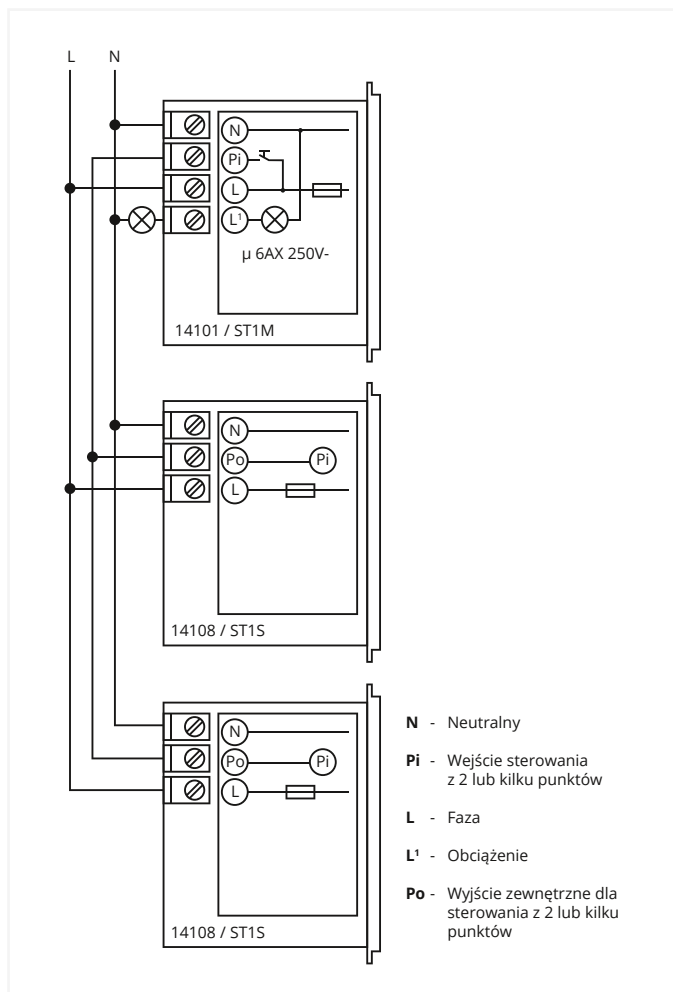 L N
N
Pi
L
L¹
µ 6AX 250V-
14101 / ST1M
N
Po Pi
L
14108 / ST1S
N
Po Pi
L
14108 / ST1S
N - Neutralny
Pi - Wejście sterowania
z 2 lub kilku punktów
L - Faza
L¹ - Obciążenie
Po - Wyjście zewnętrzne dla
sterowania z 2 lub kilku
punktów